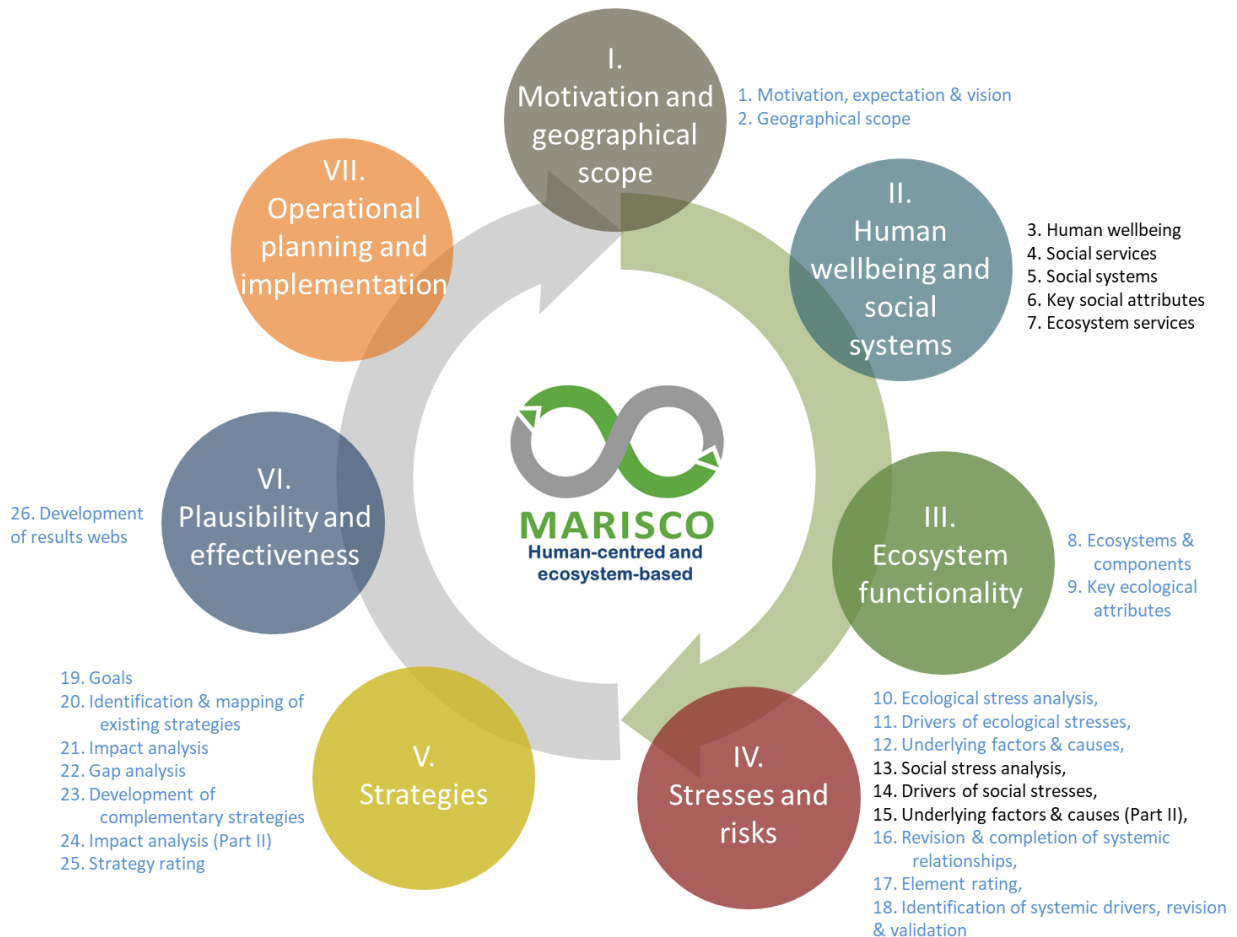 I.
Motivation and
geographical
scope
1. Motivation, expectation & vision
2. Geographical scope
II.
Human
wellbeing and
social
systems
3. Human wellbeing
4. Social services
5. Social systems
6. Key social attributes
7. Ecosystem services
III.
Ecosystem
functionality
8. Ecosystems &
components
9. Key ecological
attributes
IV.
Stresses and
risks
10. Ecological stress analysis,
11. Drivers of ecological stresses,
12. Underlying factors & causes,
13. Social stress analysis,
14. Drivers of social stresses,
15. Underlying factors & causes (Part II),
16. Revision & completion of systemic
relationships,
17. Element rating,
18. Identification of systemic drivers, revision
& validation
V.
Strategies
19. Goals
20. Identification & mapping of
existing strategies
21. Impact analysis
22. Gap analysis
23. Development of
complementary strategies
24. Impact analysis (Part II)
25. Strategy rating
VI.
Plausibility and
effectiveness
26. Development
of results webs
VII.
Operational
planning and
implementation
MARISCO
Human-centred and
ecosystem-based